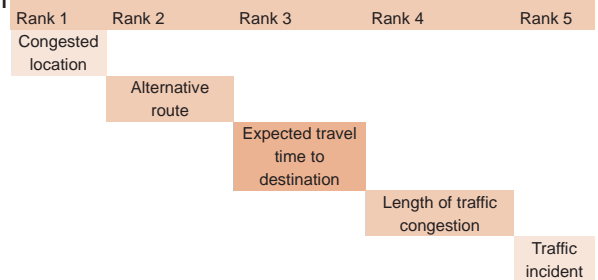 Rank 1 Rank 2 Rank 3 Rank 4 Rank 5
Congested
location
Alternative
route
Expected travel
time to
destination
Length of traffic
congestion
Traffic
incident